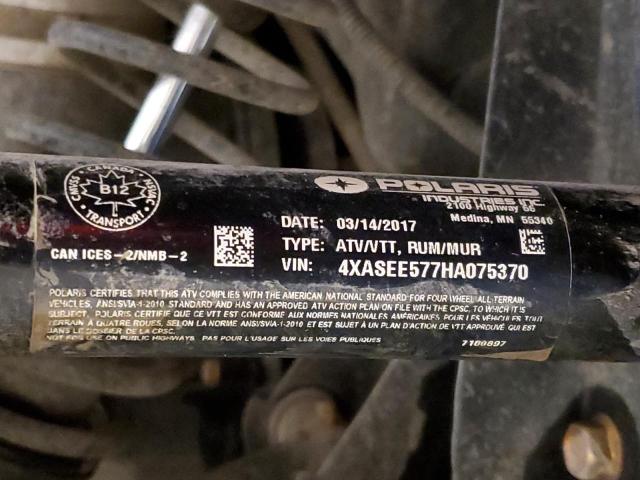 CANADA
B12
TRANSPORT
POLARIS
INDUSTRIES INC.
2100 Highway 55
Medina, MN 55340
DATE: 03/14/2017
TYPE: ATV/VTT, RUM/MUR
VIN: 4XASEE577HA075370
CAN ICES-2/NMB-2
POLARIS CERTIFIES THAT THIS ATV COMPLIES WITH THE AMERICAN NATIONAL STANDARD FOR FOUR WHEEL ALL-TERRAIN
VEHICLES, ANSI/SVIA-1-2010 STANDARD AND HAS AN APPROVED ATV ACTION PLAN ON FILE WITH THE CPSC, TO WHICH IT IS
SUBJECT. POLARIS CERTIFIE QUE CE VTT EST CONFORME AUX NORMES NATIONALES AMÉRICAINES POUR LES VÉHICULES TOUT
TERRAIN À QUATRE ROUES, SELON LA NORME ANSI/SVIA-1-2010 ET EST SUJET À UN PLAN D'ACTION DE VTT APPROUVÉ QUI EST
DANS LE DOSSIER DE LA CPSC.
NOT FOR USE ON PUBLIC HIGHWAYS. PAS POUR L'USAGE SUR LES VOIES PUBLIQUES.
7180897